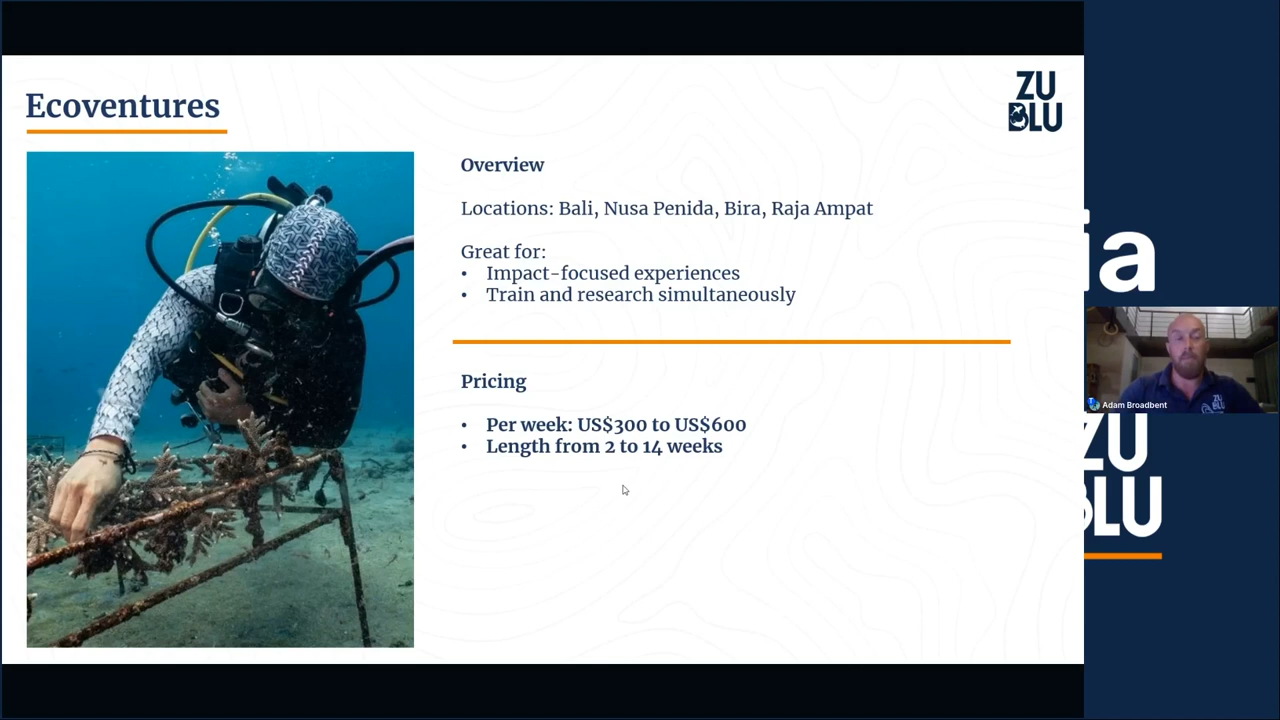 Ecoventures
ZU
BLU
Overview
Locations: Bali, Nusa Penida, Bira, Raja Ampat
Great for:
• Impact-focused experiences
• Train and research simultaneously
Pricing
• Per week: US$300 to US$600
• Length from 2 to 14 weeks
ia
Adam Broadbent
ZU
BLU
ZU
BLU